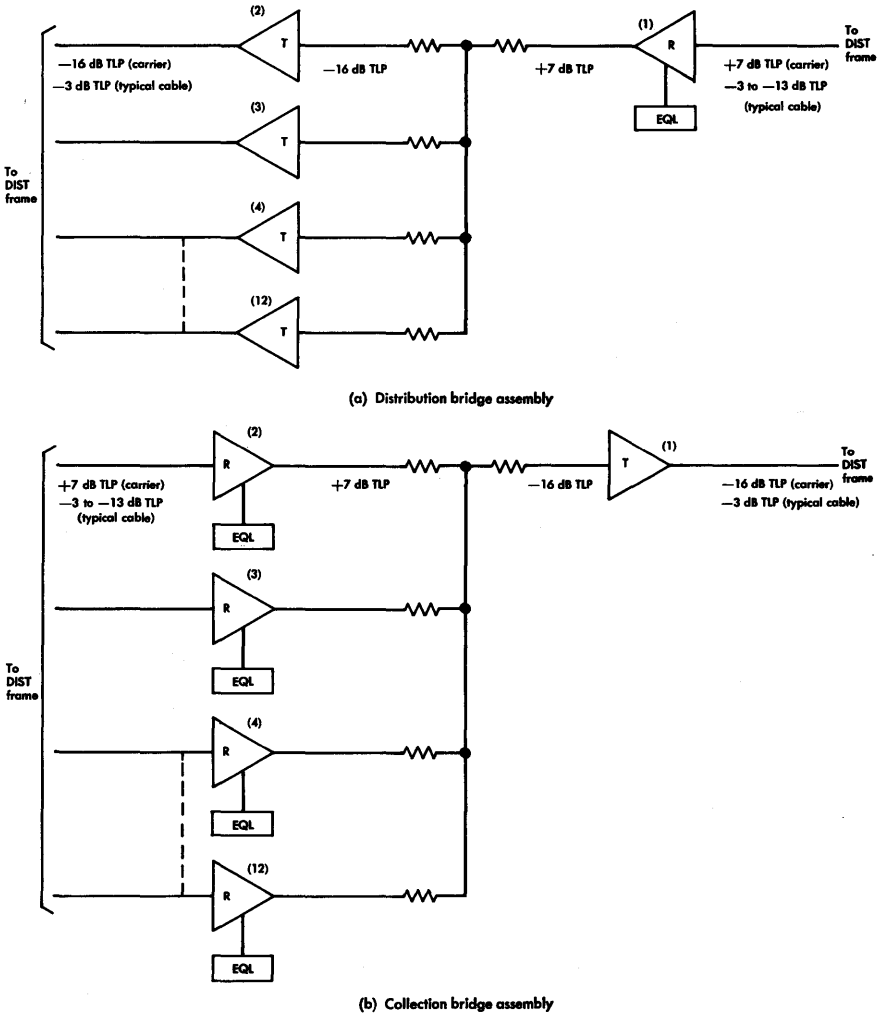 (2)
T
−16 dB TLP (carrier)
−3 dB TLP (typical cable)
−16 dB TLP
(1)
R
+7 dB TLP
EQL
To
DIST
frame
+7 dB TLP (carrier)
−3 to −13 dB TLP
(typical cable)
(3)
T
To
DIST
frame
(4)
T
(12)
T
(a) Distribution bridge assembly
(2)
R
+7 dB TLP (carrier)
−3 to −13 dB TLP
(typical cable)
+7 dB TLP
EQL
−16 dB TLP
T
(1)
To
DIST
frame
−16 dB TLP (carrier)
−3 dB TLP (typical cable)
(3)
R
EQL
To
DIST
frame
(4)
R
EQL
(12)
R
EQL
(b) Collection bridge assembly